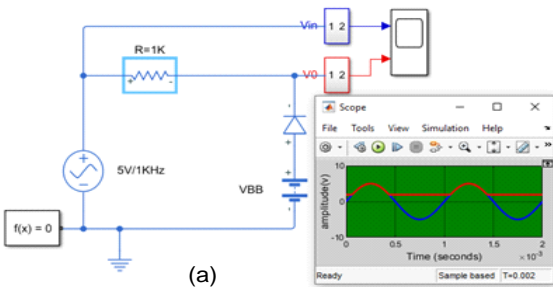 Vin
1 2
R=1K
V0
1 2
+
-
-
+
+
-
5V/1KHz
VBB
+
-
f(x) = 0
(a)
Scope
File Tools View Simulation Help
amplitude(v)
10
0
-10
0 0.5 1 1.5 2
Time (seconds) ×10⁻³
Ready Sample based T=0.002